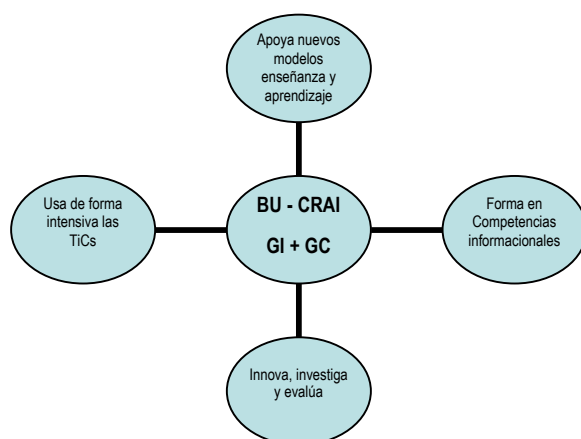 Apoya nuevos
modelos
enseñanza y
aprendizaje
Usa de forma
intensiva las
TiCs
BU - CRAI
GI + GC
Forma en
Competencias
informacionales
Innova, investiga
y evalúa